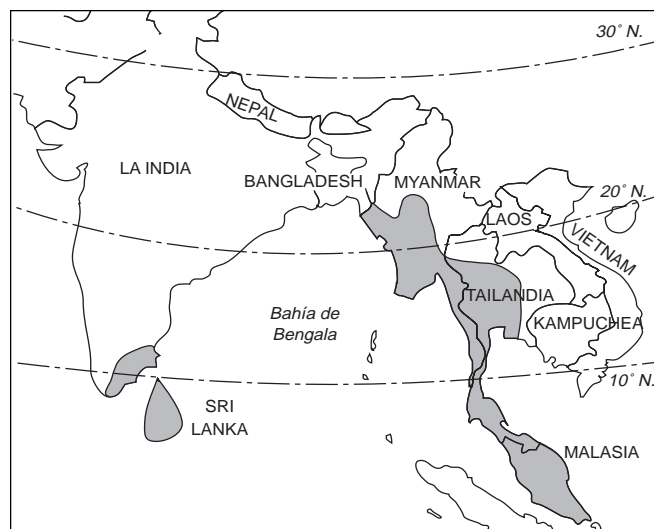 30° N.
NEPAL
LA INDIA
BANGLADESH
MYANMAR
20° N.
LAOS
VIETNAM
TAILANDIA
Bahía de
Bengala
KAMPUCHEA
10° N.
SRI
LANKA
MALASIA